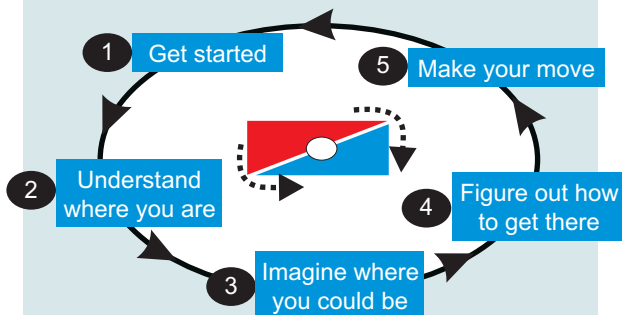 1 Get started
2 Understand
where you are
3 Imagine where
you could be
4 Figure out how
to get there
5 Make your move